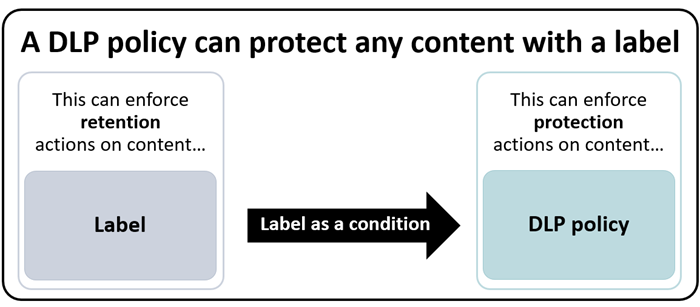 A DLP policy can protect any content with a label
This can enforce
retention
actions on content…
Label
Label as a condition
This can enforce
protection
actions on content…
DLP policy